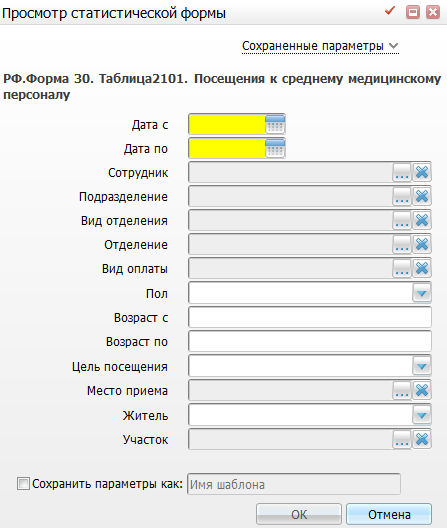 Просмотр статистической формы
Сохраненные параметры
РФ.Форма 30. Таблица2101. Посещения к среднему медицинскому
персоналу
Дата с
Дата по
Сотрудник
...
Подразделение
...
Вид отделения
...
Отделение
...
Вид оплаты
...
Пол
Возраст с
Возраст по
Цель посещения
Место приема
...
Житель
Участок
...
Сохранить параметры как: Имя шаблона
ОК Отмена